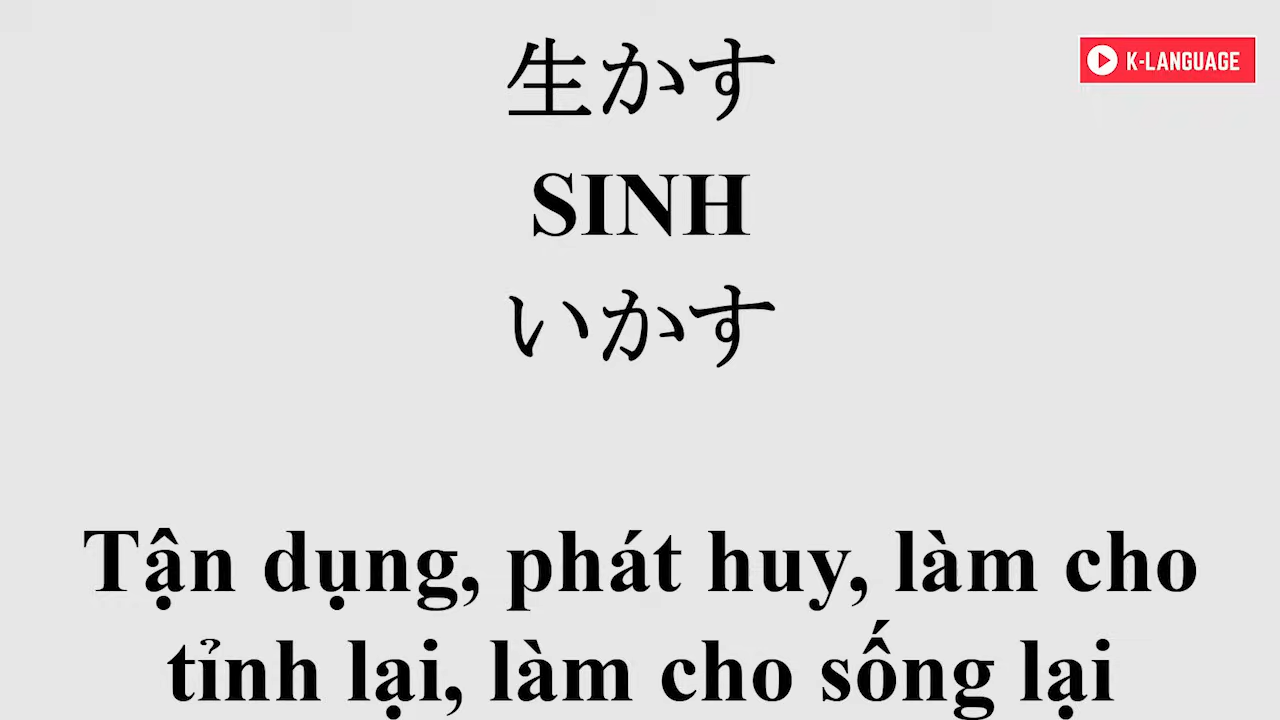 生かす
K-LANGUAGE
SINH
いかす
Tận dụng, phát huy, làm cho
tỉnh lại, làm cho sống lại